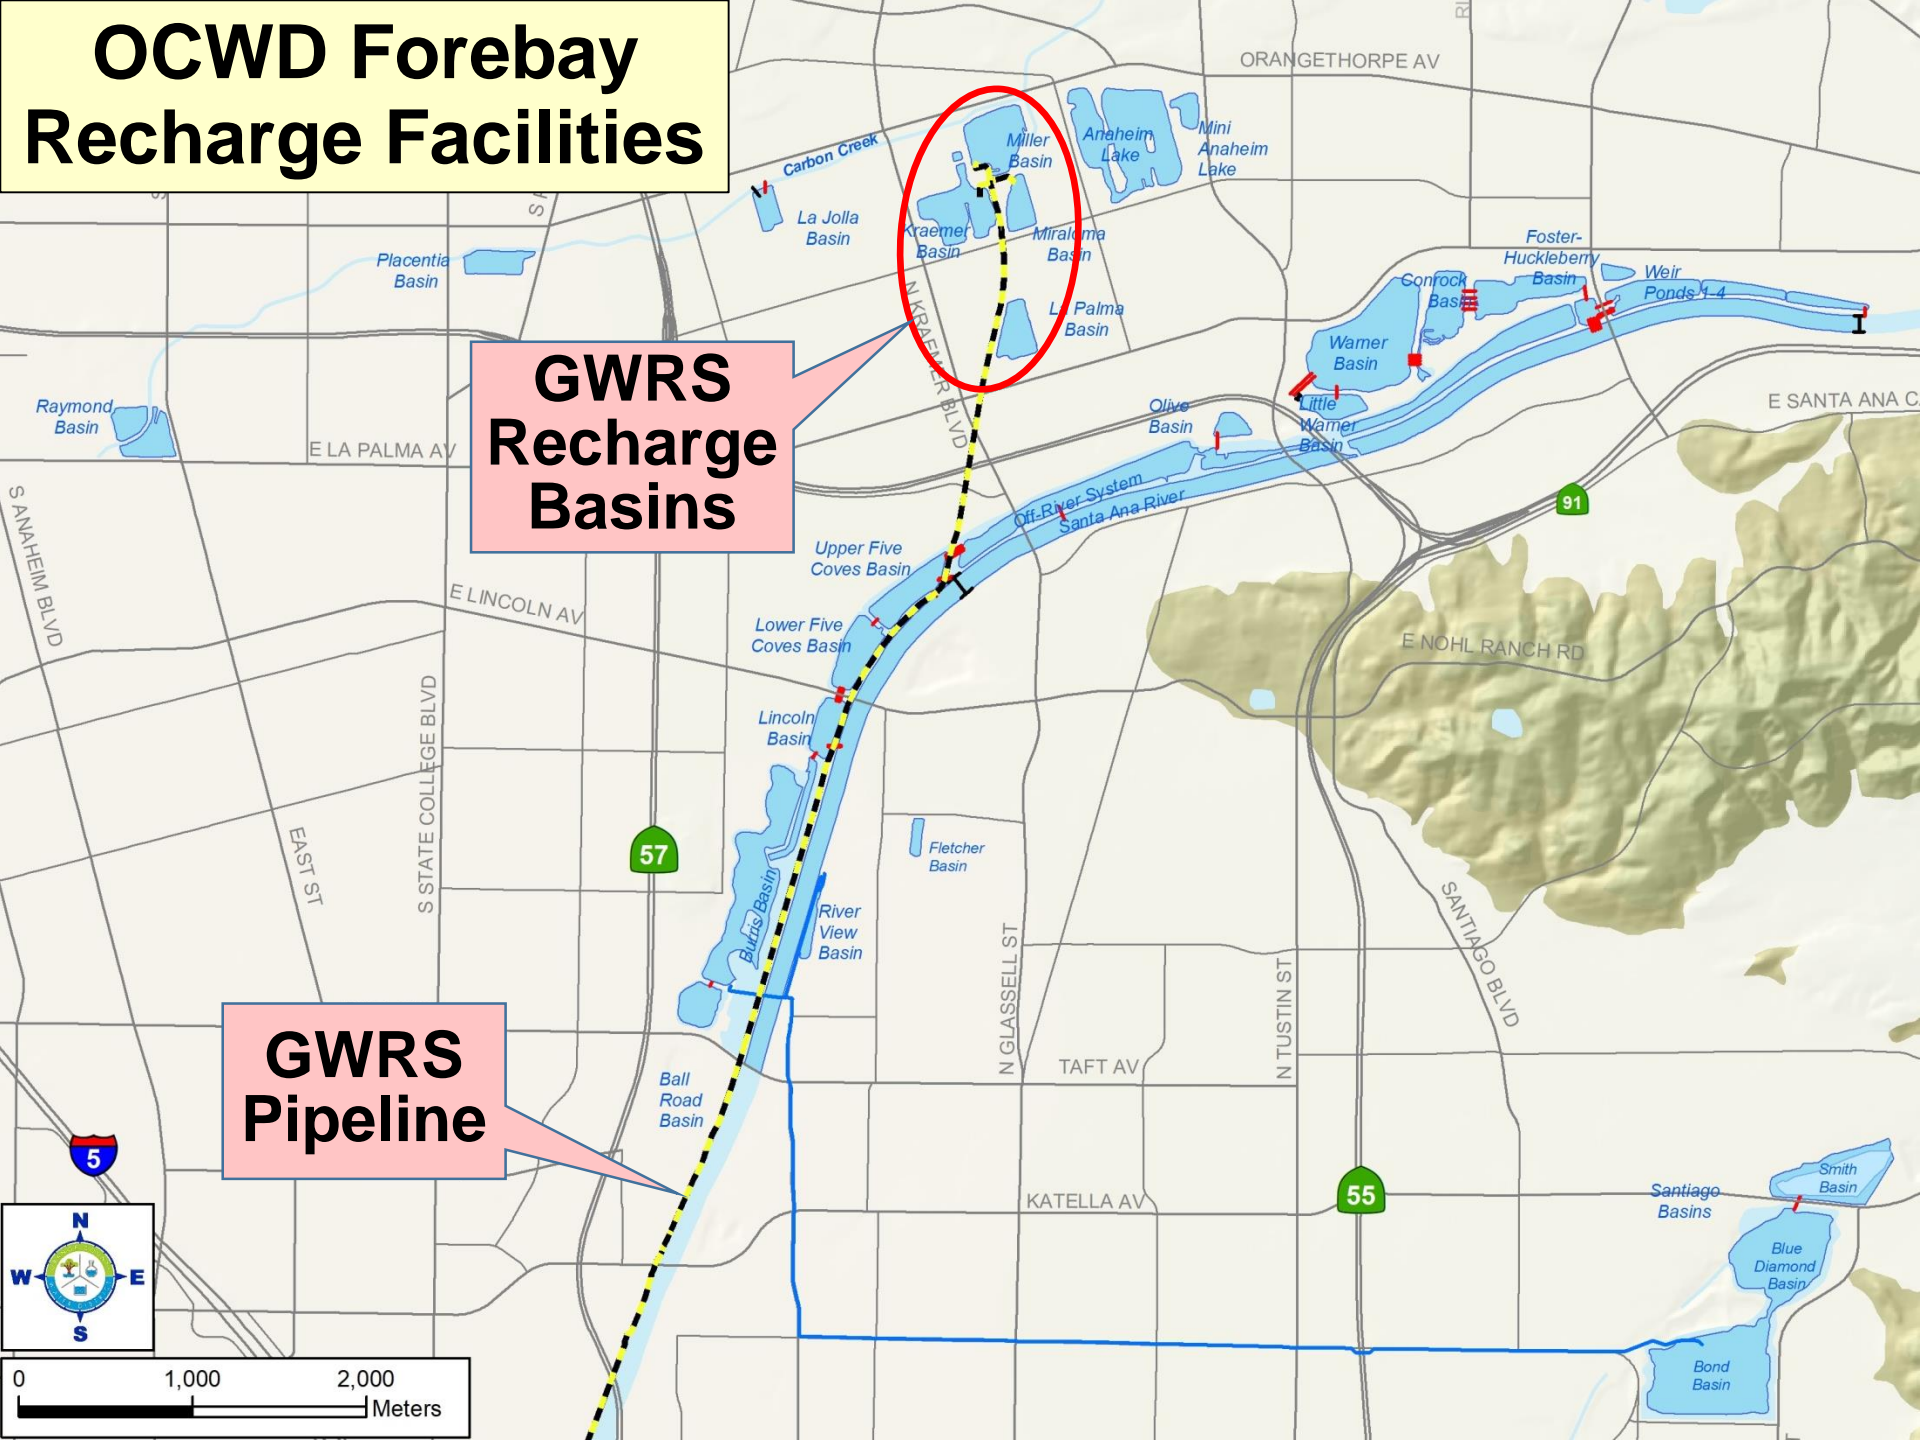 OCWD Forebay
Recharge Facilities
ORANGETHORPE AV
Carbon Creek
Miller
Basin
Anaheim
Lake
Mini
Anaheim
Lake
La Jolla
Basin
Kraemer
Basin
Miraloma
Basin
Placentia
Basin
La Palma
Basin
Foster-
Huckleberry
Basin
Conrock
Basin
Weir
Ponds 1-4
Warner
Basin
Little
Warner
Basin
Olive
Basin
Raymond
Basin
E LA PALMA AV
N KRAEMER BLVD
E SANTA ANA C
GWRS
Recharge
Basins
91
Off-River System
Santa Ana River
Upper Five
Coves Basin
S ANAHEIM BLVD
E LINCOLN AV
Lower Five
Coves Basin
E NOHL RANCH RD
Lincoln
Basin
S STATE COLLEGE BLVD
EAST ST
57
Fletcher
Basin
Burris Basin
River
View
Basin
N GLASSELL ST
N TUSTIN ST
SANTIAGO BLVD
GWRS
Pipeline
Ball
Road
Basin
TAFT AV
5
KATELLA AV
55
Santiago
Basins
Smith
Basin
Blue
Diamond
Basin
Bond
Basin
N
W E
S
0 1,000 2,000
Meters